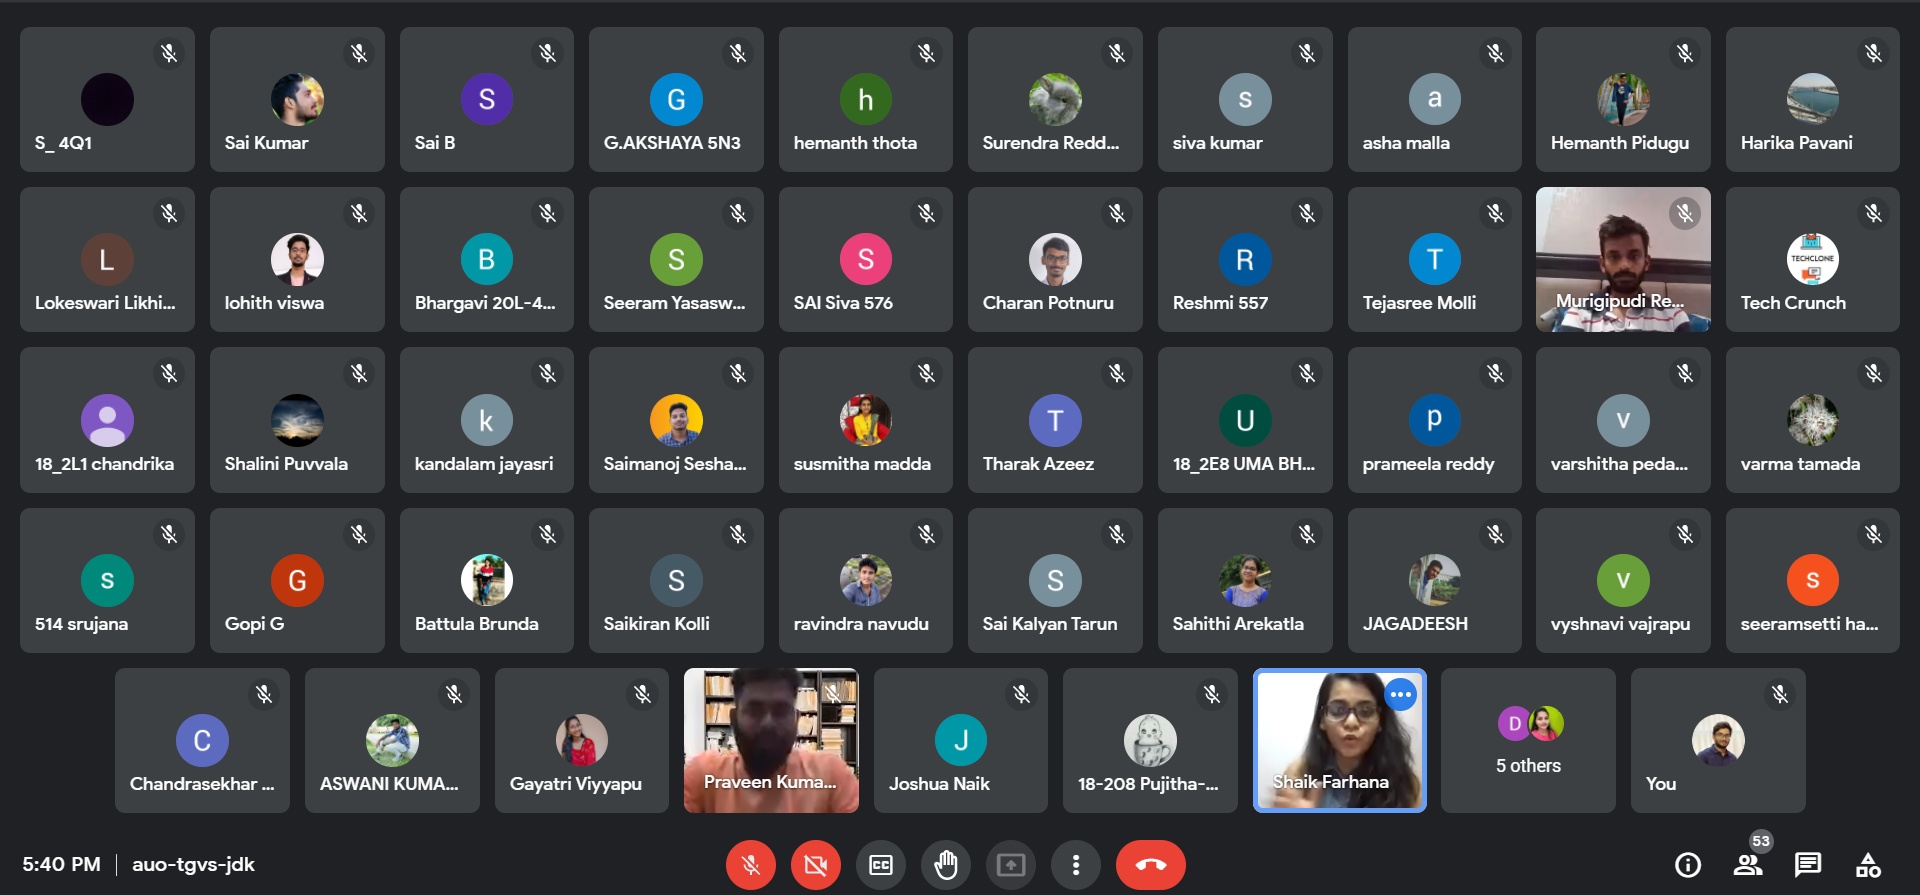 S_ 4Q1
Sai Kumar
S
Sai B
G
G.AKSHAYA 5N3
h
hemanth thota
Surendra Redd...
s
siva kumar
a
asha malla
Hemanth Pidugu
Harika Pavani
L
Lokeswari Likhi...
lohith viswa
B
Bhargavi 20L-4...
S
Seeram Yasasw...
S
SAI Siva 576
Charan Potnuru
R
Reshmi 557
T
Tejasree Molli
Murigipudi Re...
TECHCLONE
Tech Crunch
18_2L1 chandrika
Shalini Puvvala
k
kandalam jayasri
Saimanoj Sesha...
susmitha madda
T
Tharak Azeez
U
18_2E8 UMA BH...
p
prameela reddy
v
varshitha peda...
varma tamada
s
514 srujana
G
Gopi G
Battula Brunda
S
Saikiran Kolli
ravindra navudu
S
Sai Kalyan Tarun
Sahithi Arekatla
JAGADEESH
v
vyshnavi vajrapu
s
seeramsetti ha...
C
Chandrasekhar ...
ASWANI KUMA...
Gayatri Viyyapu
Praveen Kuma...
J
Joshua Naik
18-208 Pujitha-...
Shaik Farhana
D
5 others
You
5:40 PM | auo-tgvs-jdk
CC
53